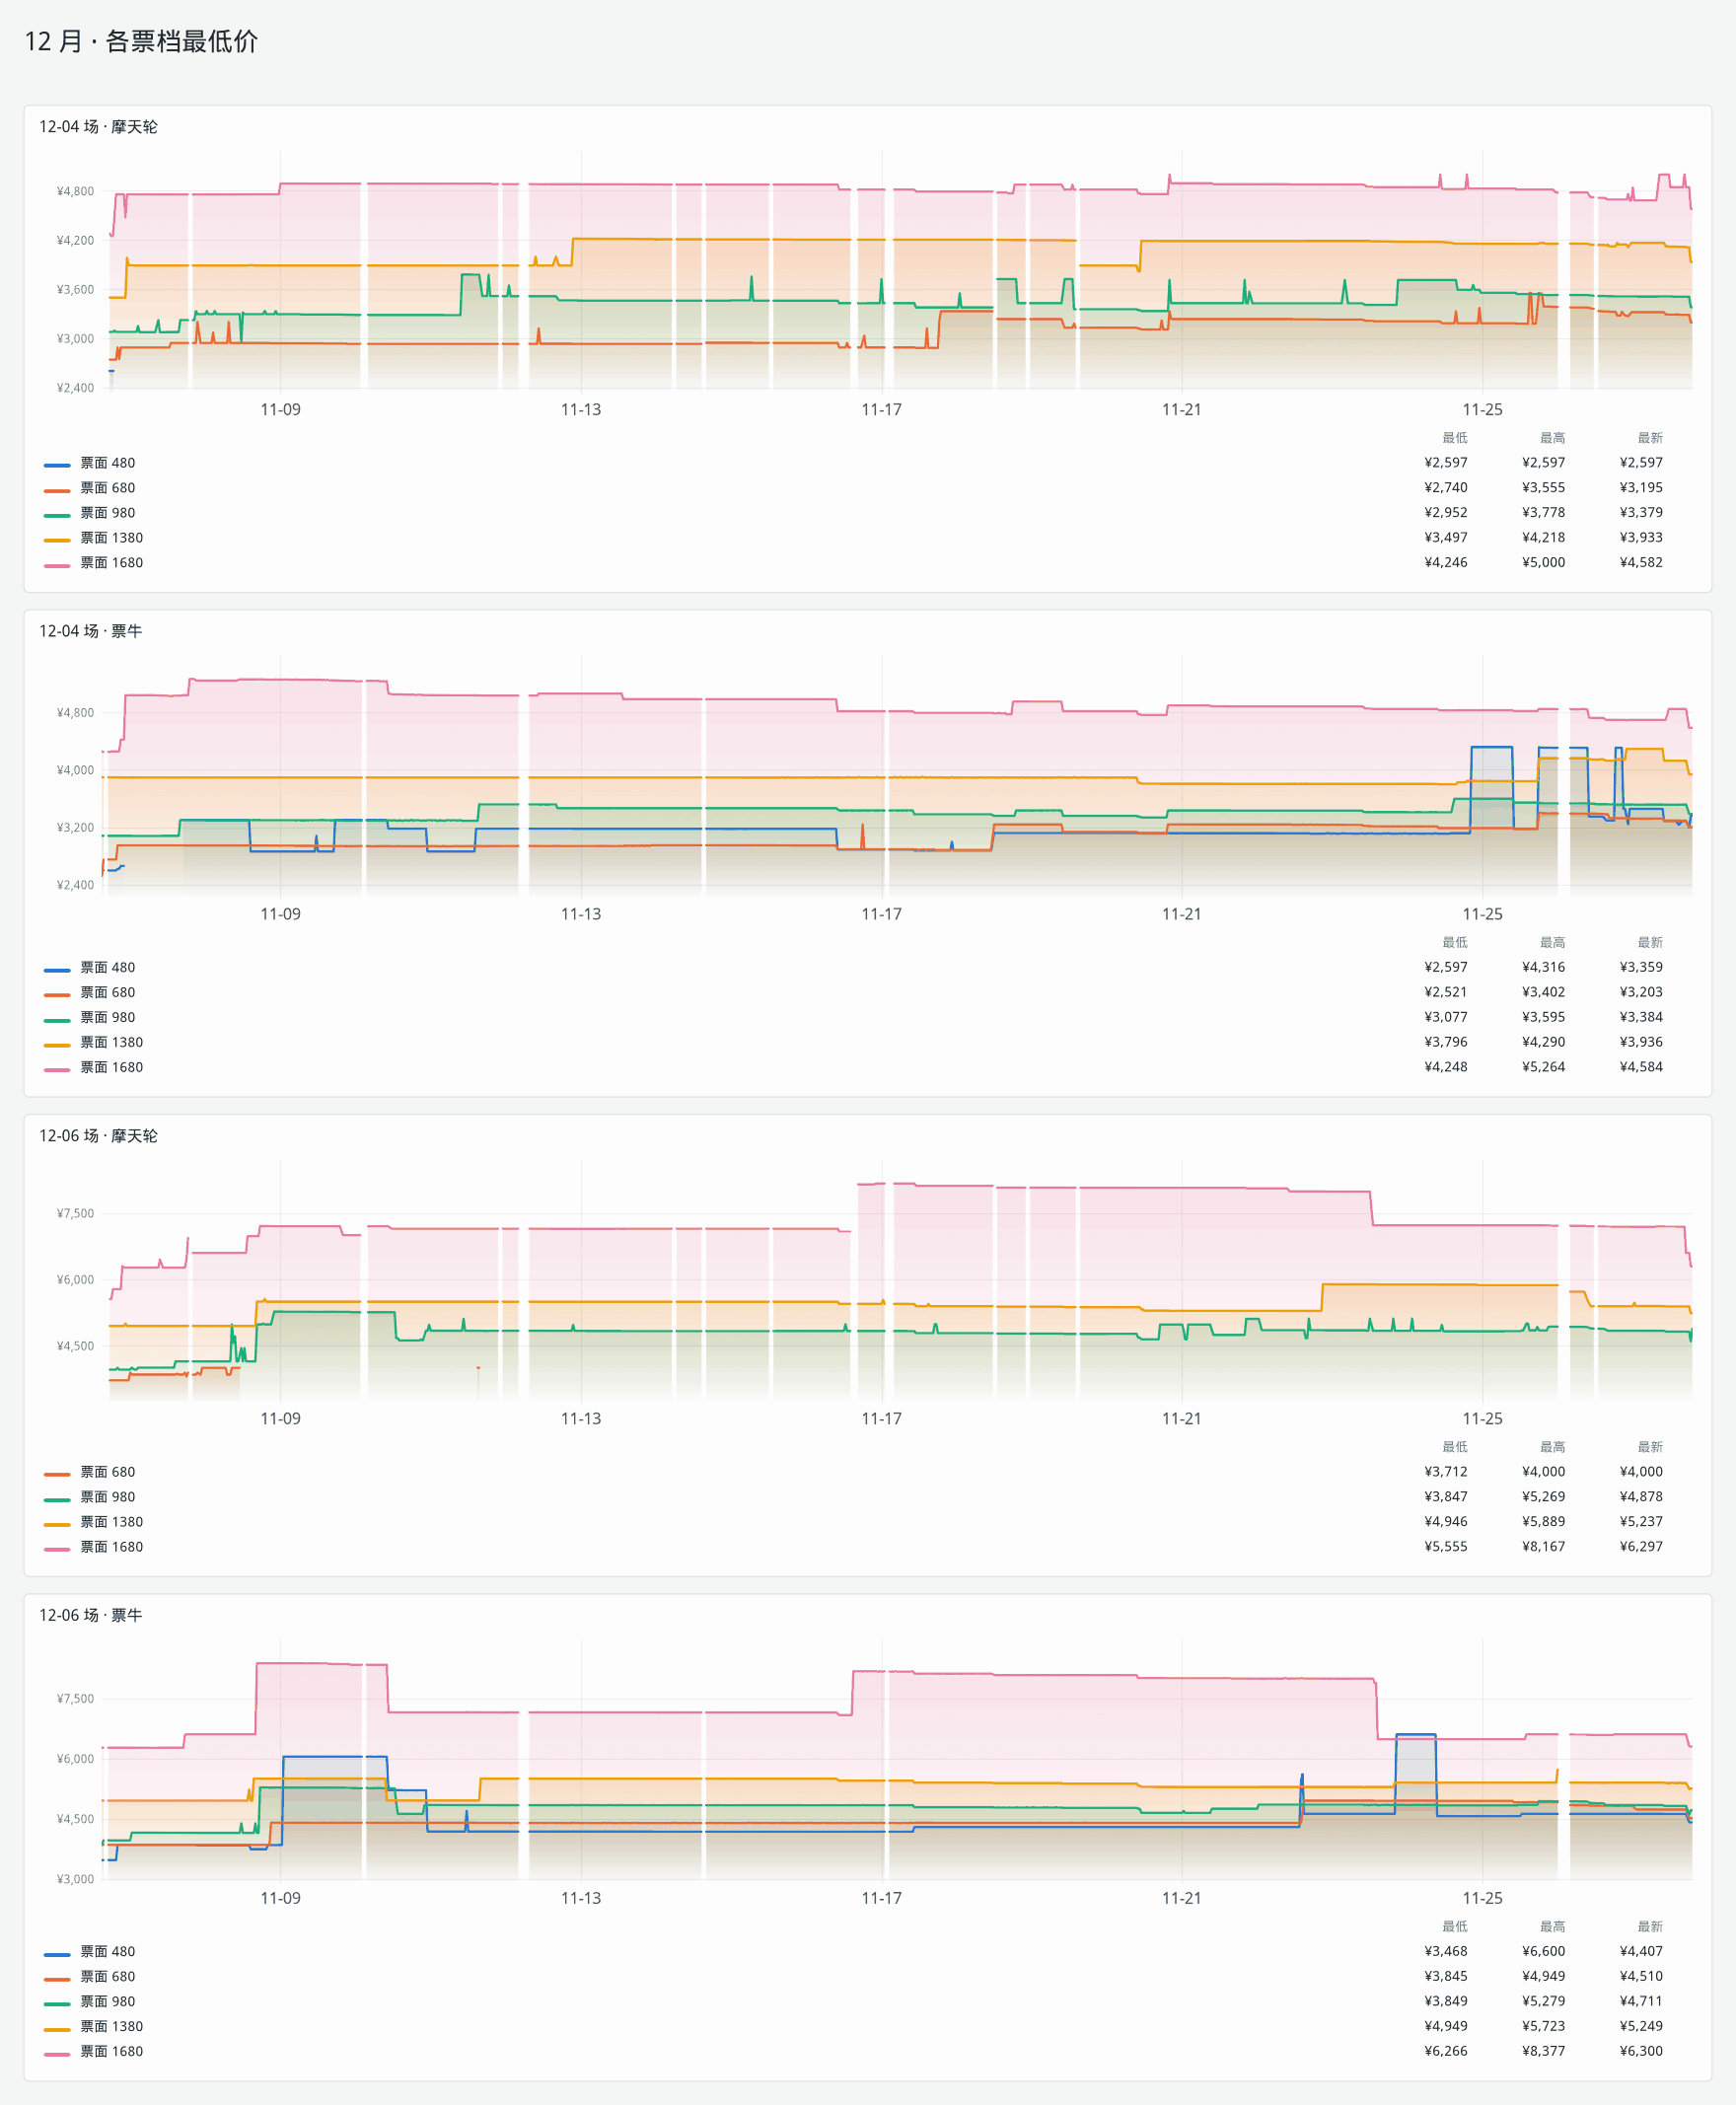 12 月 · 各票档最低价
12-04 场 · 摩天轮
¥4,800
¥4,200
¥3,600
¥3,000
¥2,400
11-09 11-13 11-17 11-21 11-25
最低 最高 最新
票面 480 ¥2,597 ¥2,597 ¥2,597
票面 680 ¥2,740 ¥3,555 ¥3,195
票面 980 ¥2,952 ¥3,778 ¥3,379
票面 1380 ¥3,497 ¥4,218 ¥3,933
票面 1680 ¥4,246 ¥5,000 ¥4,582
12-04 场 · 票牛
¥4,800
¥4,000
¥3,200
¥2,400
11-09 11-13 11-17 11-21 11-25
最低 最高 最新
票面 480 ¥2,597 ¥4,316 ¥3,359
票面 680 ¥2,521 ¥3,402 ¥3,203
票面 980 ¥3,077 ¥3,595 ¥3,384
票面 1380 ¥3,796 ¥4,290 ¥3,936
票面 1680 ¥4,248 ¥5,264 ¥4,584
12-06 场 · 摩天轮
¥7,500
¥6,000
¥4,500
11-09 11-13 11-17 11-21 11-25
最低 最高 最新
票面 680 ¥3,712 ¥4,000 ¥4,000
票面 980 ¥3,847 ¥5,269 ¥4,878
票面 1380 ¥4,946 ¥5,889 ¥5,237
票面 1680 ¥5,555 ¥8,167 ¥6,297
12-06 场 · 票牛
¥7,500
¥6,000
¥4,500
¥3,000
11-09 11-13 11-17 11-21 11-25
最低 最高 最新
票面 480 ¥3,468 ¥6,600 ¥4,407
票面 680 ¥3,845 ¥4,949 ¥4,510
票面 980 ¥3,849 ¥5,279 ¥4,711
票面 1380 ¥4,949 ¥5,723 ¥5,249
票面 1680 ¥6,266 ¥8,377 ¥6,300